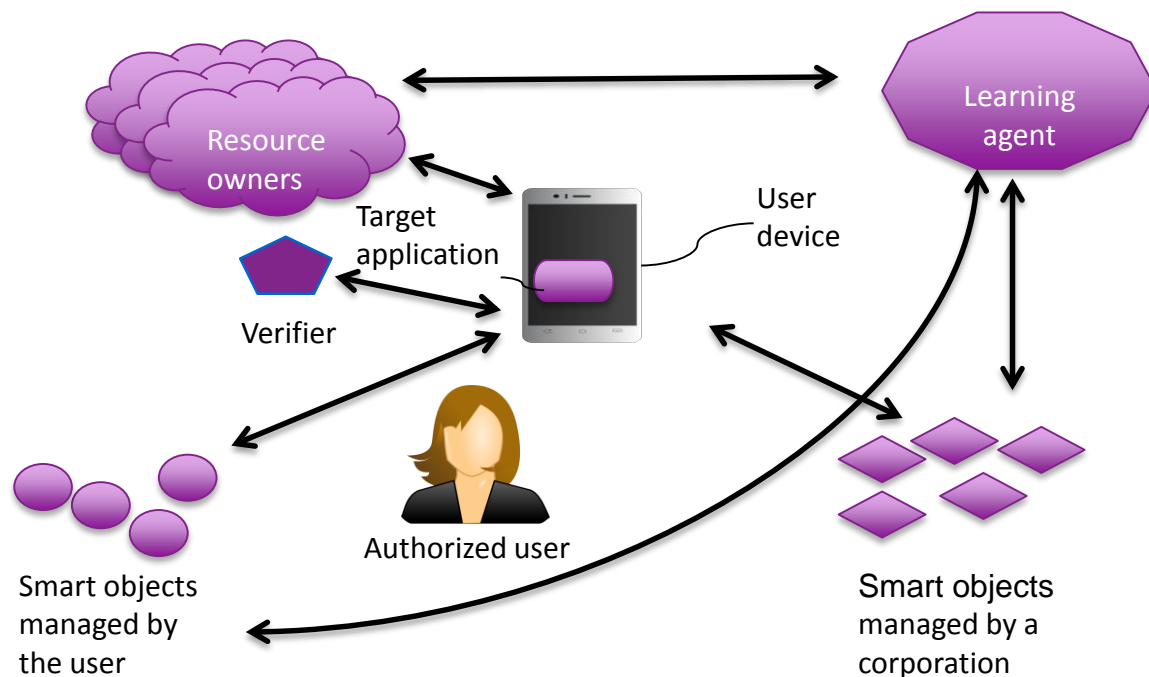 Learning
agent
Resource
owners
Target
application
User
device
Verifier
Authorized user
Smart objects
managed by
the user
Smart objects
managed by a
corporation